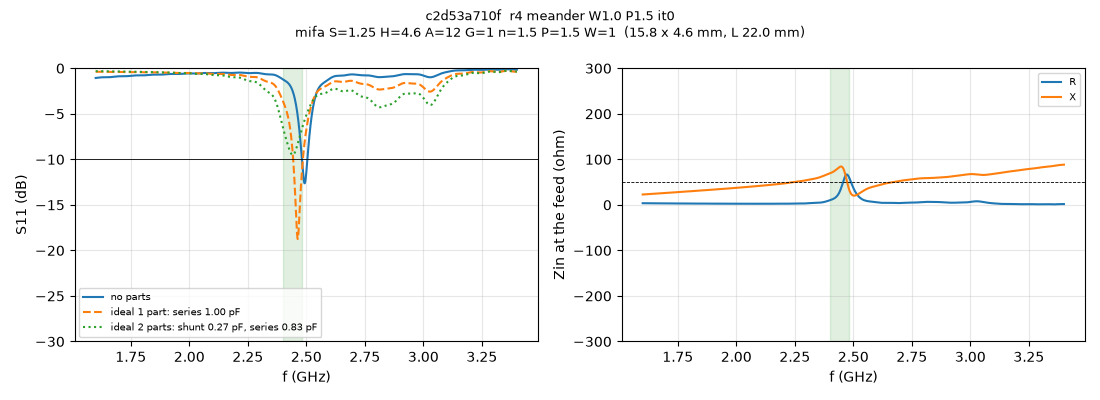 c2d53a710f  r4 meander W1.0 P1.5 it0
mifa S=1.25 H=4.6 A=12 G=1 n=1.5 P=1.5 W=1  (15.8 x 4.6 mm, L 22.0 mm)
S11 (dB)
0
−5
−10
−15
−20
−25
−30
1.75
2.00
2.25
2.50
2.75
3.00
3.25
f (GHz)
no parts
ideal 1 part: series 1.00 pF
ideal 2 parts: shunt 0.27 pF, series 0.83 pF
Zin at the feed (ohm)
300
200
100
0
−100
−200
−300
1.75
2.00
2.25
2.50
2.75
3.00
3.25
f (GHz)
R
X